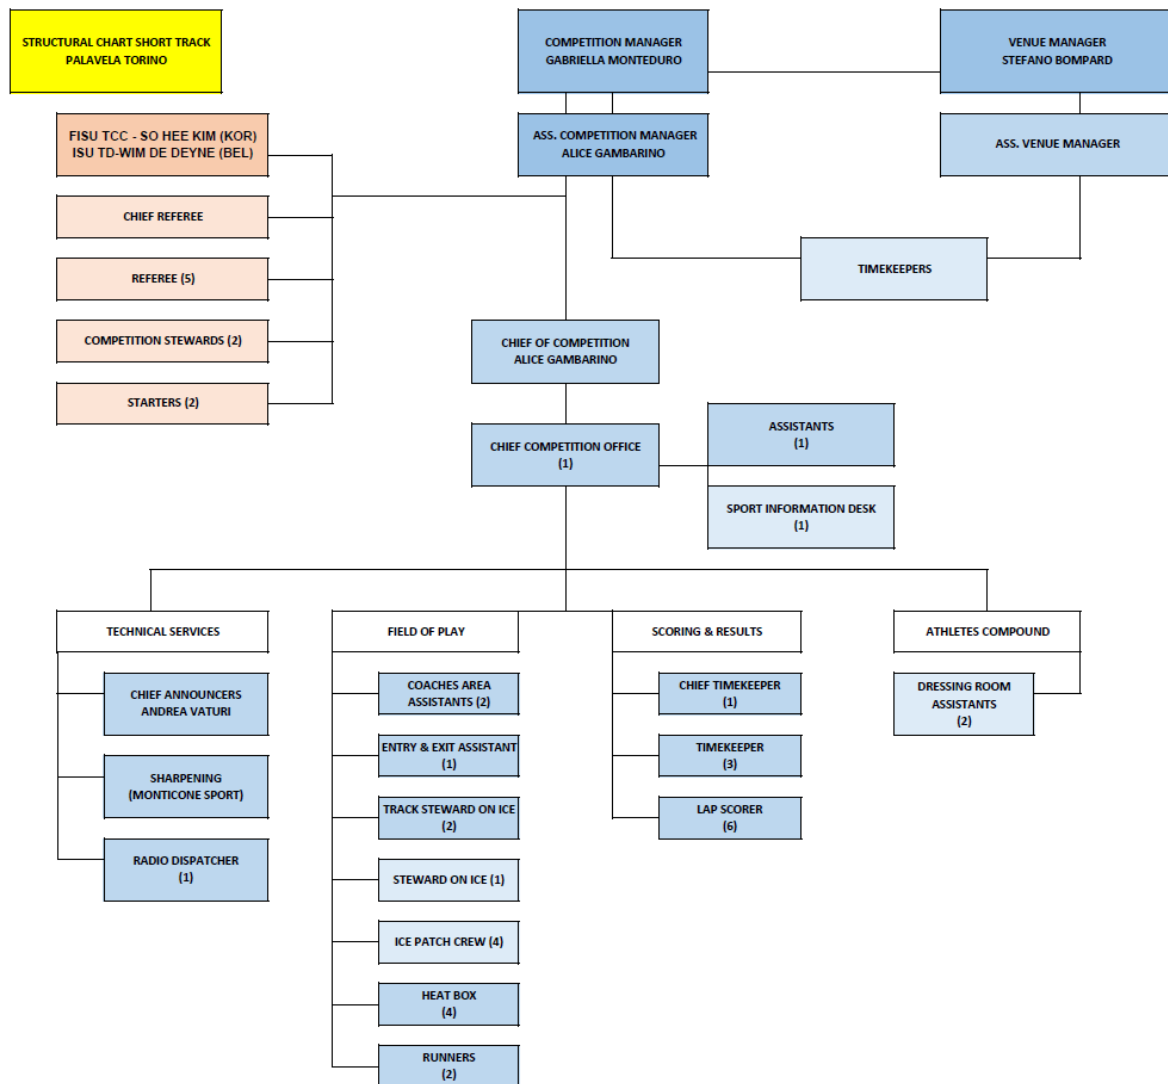 STRUCTURAL CHART SHORT TRACK
PALAVELA TORINO
COMPETITION MANAGER
GABRIELLA MONTEDURO
VENUE MANAGER
STEFANO BOMPARD
FISU TCC - SO HEE KIM (KOR)
ISU TD-WIM DE DEYNE (BEL)
ASS. COMPETITION MANAGER
ALICE GAMBARINO
ASS. VENUE MANAGER
CHIEF REFEREE
TIMEKEEPERS
REFEREE (5)
COMPETITION STEWARDS (2)
CHIEF OF COMPETITION
ALICE GAMBARINO
STARTERS (2)
CHIEF COMPETITION OFFICE
(1)
ASSISTANTS
(1)
SPORT INFORMATION DESK
(1)
TECHNICAL SERVICES
FIELD OF PLAY
SCORING & RESULTS
ATHLETES COMPOUND
CHIEF ANNOUNCERS
ANDREA VATURI
SHARPENING
(MONTICONE SPORT)
RADIO DISPATCHER
(1)
COACHES AREA
ASSISTANTS (2)
ENTRY & EXIT ASSISTANT
(1)
TRACK STEWARD ON ICE
(2)
STEWARD ON ICE (1)
ICE PATCH CREW (4)
HEAT BOX
(4)
RUNNERS
(2)
CHIEF TIMEKEEPER
(1)
TIMEKEEPER
(3)
LAP SCORER
(6)
DRESSING ROOM
ASSISTANTS
(2)